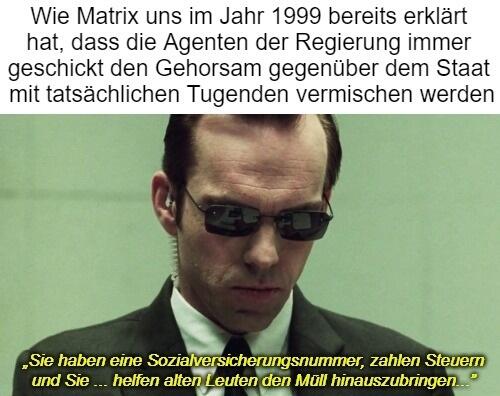 Wie Matrix uns im Jahr 1999 bereits erklärt
hat, dass die Agenten der Regierung immer
geschickt den Gehorsam gegenüber dem Staat
mit tatsächlichen Tugenden vermischen werden
„Sie haben eine Sozialversicherungsnummer, zahlen Steuern
und Sie ... helfen alten Leuten den Müll hinauszubringen...”